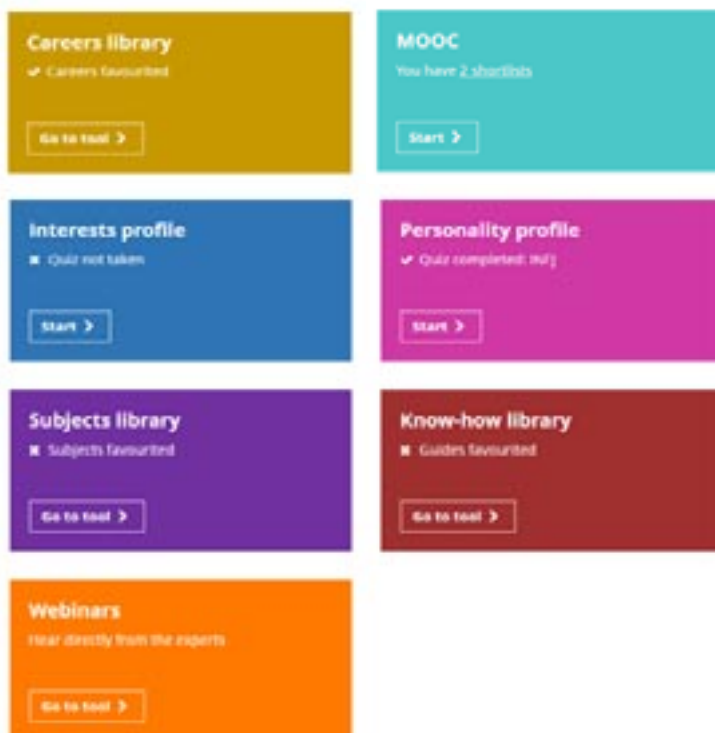 Careers library
✔ Careers favourited
Go to tool >
MOOC
You have 2 shortlists
Start >
Interests profile
✖ Quiz not taken
Start >
Personality profile
✔ Quiz completed: INFJ
Start >
Subjects library
✖ Subjects favourited
Go to tool >
Know-how library
✖ Guides favourited
Go to tool >
Webinars
Hear directly from the experts
Go to tool >